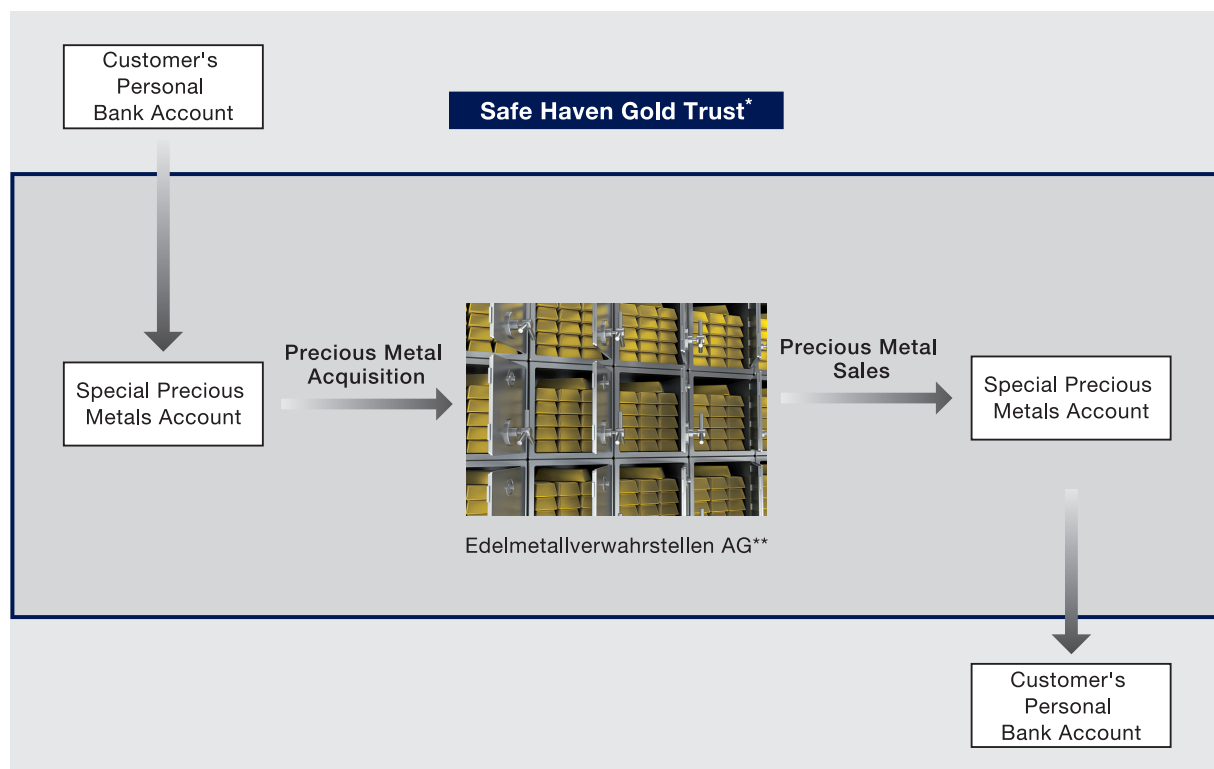 Customer's
Personal
Bank Account
Safe Haven Gold Trust*
Special Precious
Metals Account
Precious Metal
Acquisition
Edelmetallverwahrstellen AG**
Precious Metal
Sales
Special Precious
Metals Account
Customer's
Personal
Bank Account